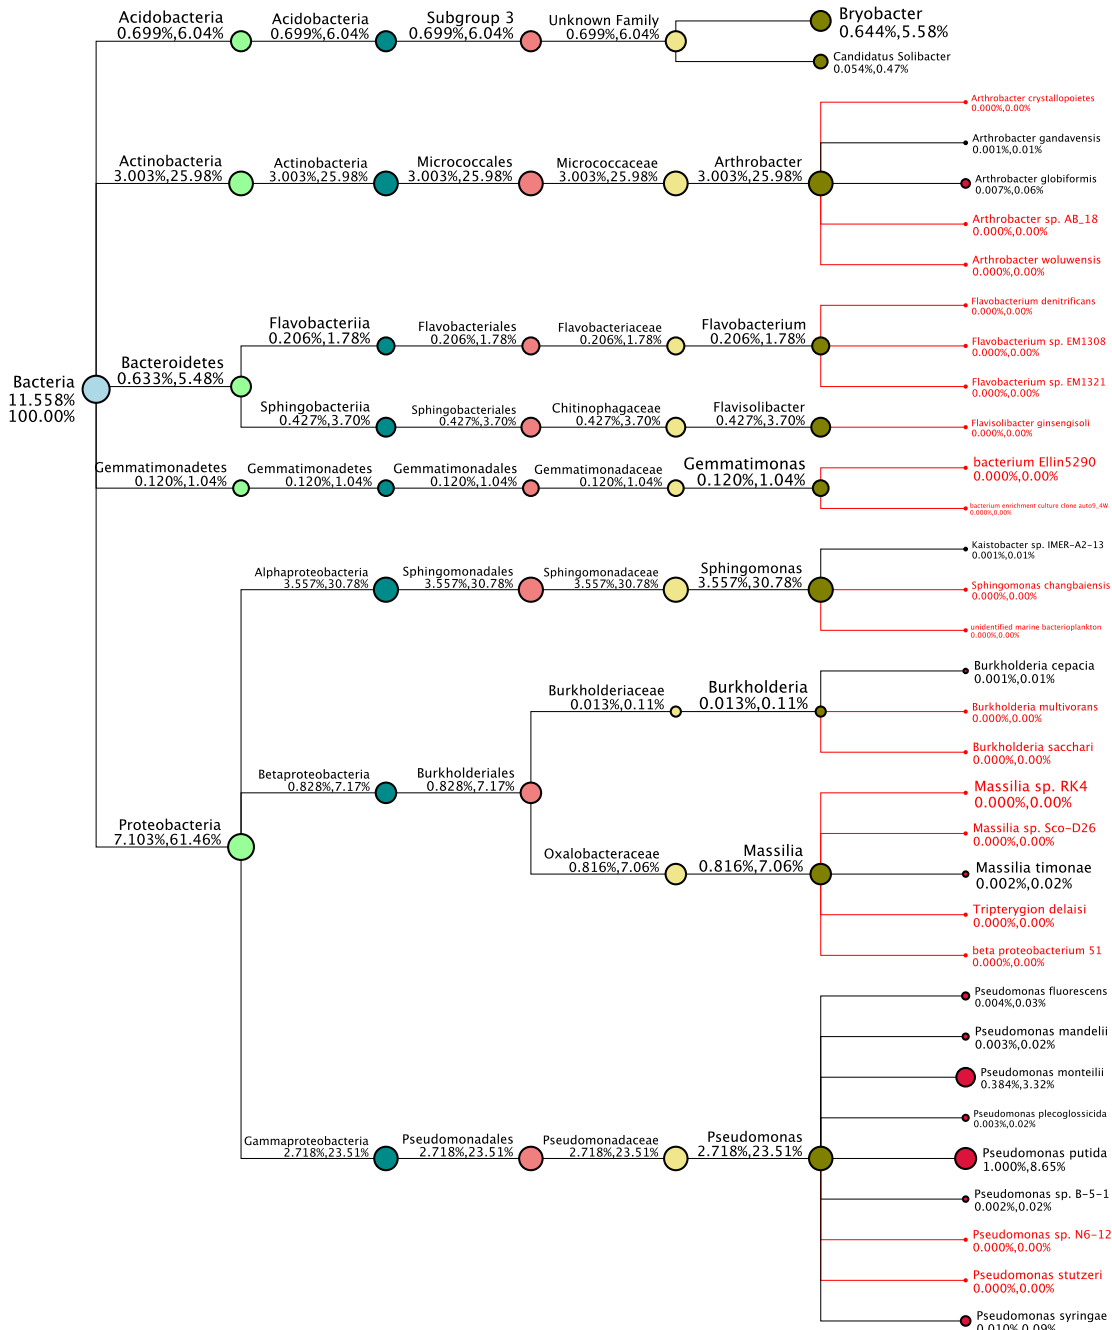 Bacteria
11.558%
100.00%
Acidobacteria
0.699%,6.04%
Acidobacteria
0.699%,6.04%
Subgroup 3
0.699%,6.04%
Unknown Family
0.699%,6.04%
Bryobacter
0.644%,5.58%
Candidatus Solibacter
0.054%,0.47%
Actinobacteria
3.003%,25.98%
Actinobacteria
3.003%,25.98%
Micrococcales
3.003%,25.98%
Micrococcaceae
3.003%,25.98%
Arthrobacter
3.003%,25.98%
Arthrobacter crystallopoietes
0.000%,0.00%
Arthrobacter gandavensis
0.001%,0.01%
Arthrobacter globiformis
0.007%,0.06%
Arthrobacter sp. AB_18
0.000%,0.00%
Arthrobacter woluwensis
0.000%,0.00%
Bacteroidetes
0.633%,5.48%
Flavobacteriia
0.206%,1.78%
Flavobacteriales
0.206%,1.78%
Flavobacteriaceae
0.206%,1.78%
Flavobacterium
0.206%,1.78%
Flavobacterium denitrificans
0.000%,0.00%
Flavobacterium sp. EM1308
0.000%,0.00%
Flavobacterium sp. EM1321
0.000%,0.00%
Sphingobacteriia
0.427%,3.70%
Sphingobacteriales
0.427%,3.70%
Chitinophagaceae
0.427%,3.70%
Flavisolibacter
0.427%,3.70%
Flavisolibacter ginsengisoli
0.000%,0.00%
Gemmatimonadetes
0.120%,1.04%
Gemmatimonadetes
0.120%,1.04%
Gemmatimonadales
0.120%,1.04%
Gemmatimonadaceae
0.120%,1.04%
Gemmatimonas
0.120%,1.04%
bacterium Ellin5290
0.000%,0.00%
bacterium enrichment culture clone auto9_4W
0.000%,0.00%
Proteobacteria
7.103%,61.46%
Alphaproteobacteria
3.557%,30.78%
Sphingomonadales
3.557%,30.78%
Sphingomonadaceae
3.557%,30.78%
Sphingomonas
3.557%,30.78%
Kaistobacter sp. IMER-A2-13
0.001%,0.01%
Sphingomonas changbaiensis
0.000%,0.00%
unidentified marine bacterioplankton
0.000%,0.00%
Betaproteobacteria
0.828%,7.17%
Burkholderiales
0.828%,7.17%
Burkholderiaceae
0.013%,0.11%
Burkholderia
0.013%,0.11%
Burkholderia cepacia
0.001%,0.01%
Burkholderia multivorans
0.000%,0.00%
Burkholderia sacchari
0.000%,0.00%
Oxalobacteraceae
0.816%,7.06%
Massilia
0.816%,7.06%
Massilia sp. RK4
0.000%,0.00%
Massilia sp. Sco-D26
0.000%,0.00%
Massilia timonae
0.002%,0.02%
Tripterygion delaisi
0.000%,0.00%
beta proteobacterium 51
0.000%,0.00%
Gammaproteobacteria
2.718%,23.51%
Pseudomonadales
2.718%,23.51%
Pseudomonadaceae
2.718%,23.51%
Pseudomonas
2.718%,23.51%
Pseudomonas fluorescens
0.004%,0.03%
Pseudomonas mandelii
0.003%,0.02%
Pseudomonas monteilii
0.384%,3.32%
Pseudomonas plecoglossicida
0.003%,0.02%
Pseudomonas putida
1.000%,8.65%
Pseudomonas sp. B-5-1
0.002%,0.02%
Pseudomonas sp. N6-12
0.000%,0.00%
Pseudomonas stutzeri
0.000%,0.00%
Pseudomonas syringae
0.010%,0.09%